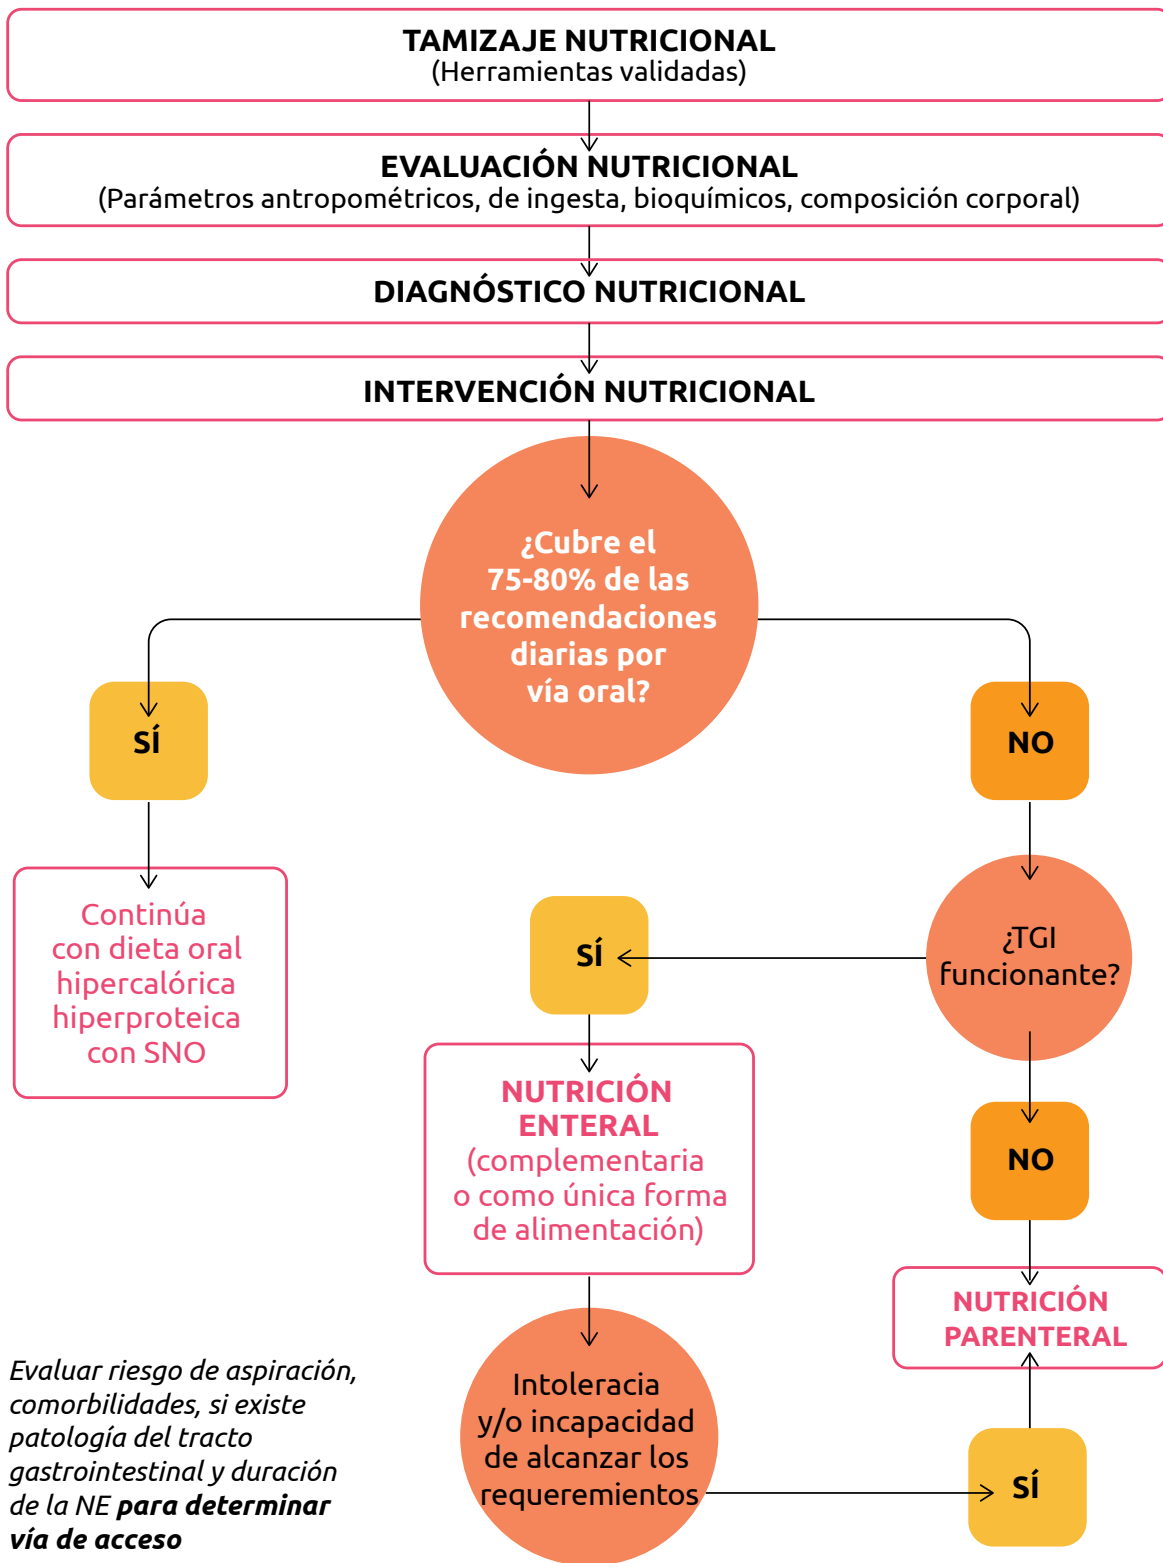 TAMIZAJE NUTRICIONAL
(Herramientas validadas)
EVALUACIÓN NUTRICIONAL
(Parámetros antropométricos, de ingesta, bioquímicos, composición corporal)
DIAGNÓSTICO NUTRICIONAL
INTERVENCIÓN NUTRICIONAL
¿Cubre el
75-80% de las
recomendaciones
diarias por
vía oral?
SÍ
NO
Continúa
con dieta oral
hipercalórica
hiperproteica
con SNO
¿TGI
funcionante?
SÍ
NUTRICIÓN
ENTERAL
(complementaria
o como única forma
de alimentación)
NO
NUTRICIÓN
PARENTERAL
Intoleracia
y/o incapacidad
de alcanzar los
requeremientos
SÍ
Evaluar riesgo de aspiración,
comorbilidades, si existe
patología del tracto
gastrointestinal y duración
de la NE para determinar
vía de acceso